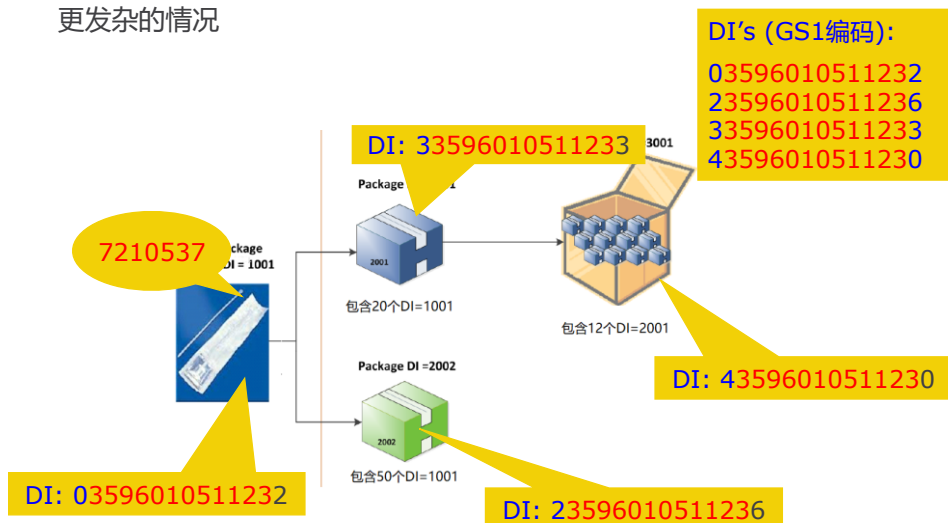 更发杂的情况
DI's (GS1编码):
03596010511232
23596010511236
33596010511233
43596010511230
DI: 33596010511233
3001
Package
1
7210537
ckage
DI = 1001
2001
包含20个DI=1001
包含12个DI=2001
Package DI =2002
DI: 43596010511230
2002
包含50个DI=1001
DI: 03596010511232
DI: 23596010511236